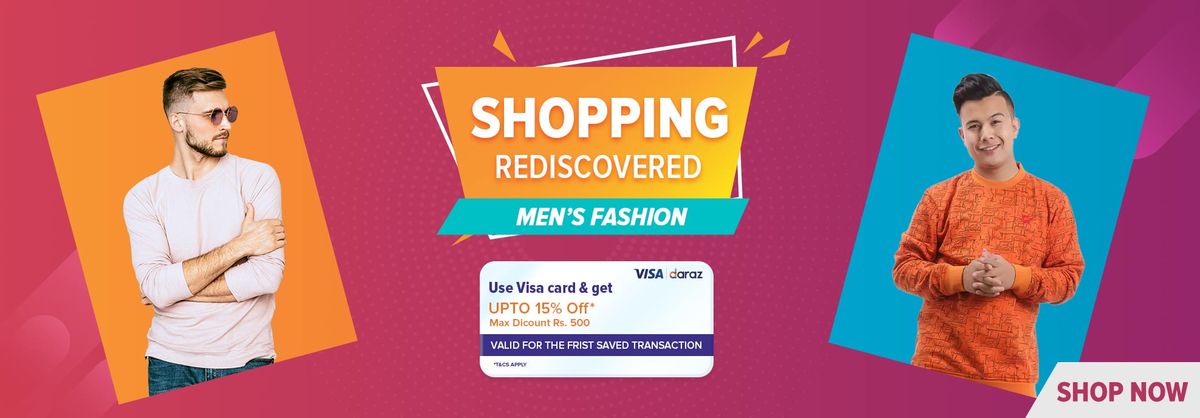 SHOPPING
REDISCOVERED
MEN'S FASHION
VISA | daraz
Use Visa card & get
UPTO 15% Off*
Max Dicount Rs. 500
VALID FOR THE FRIST SAVED TRANSACTION
*T&CS APPLY
SHOP NOW